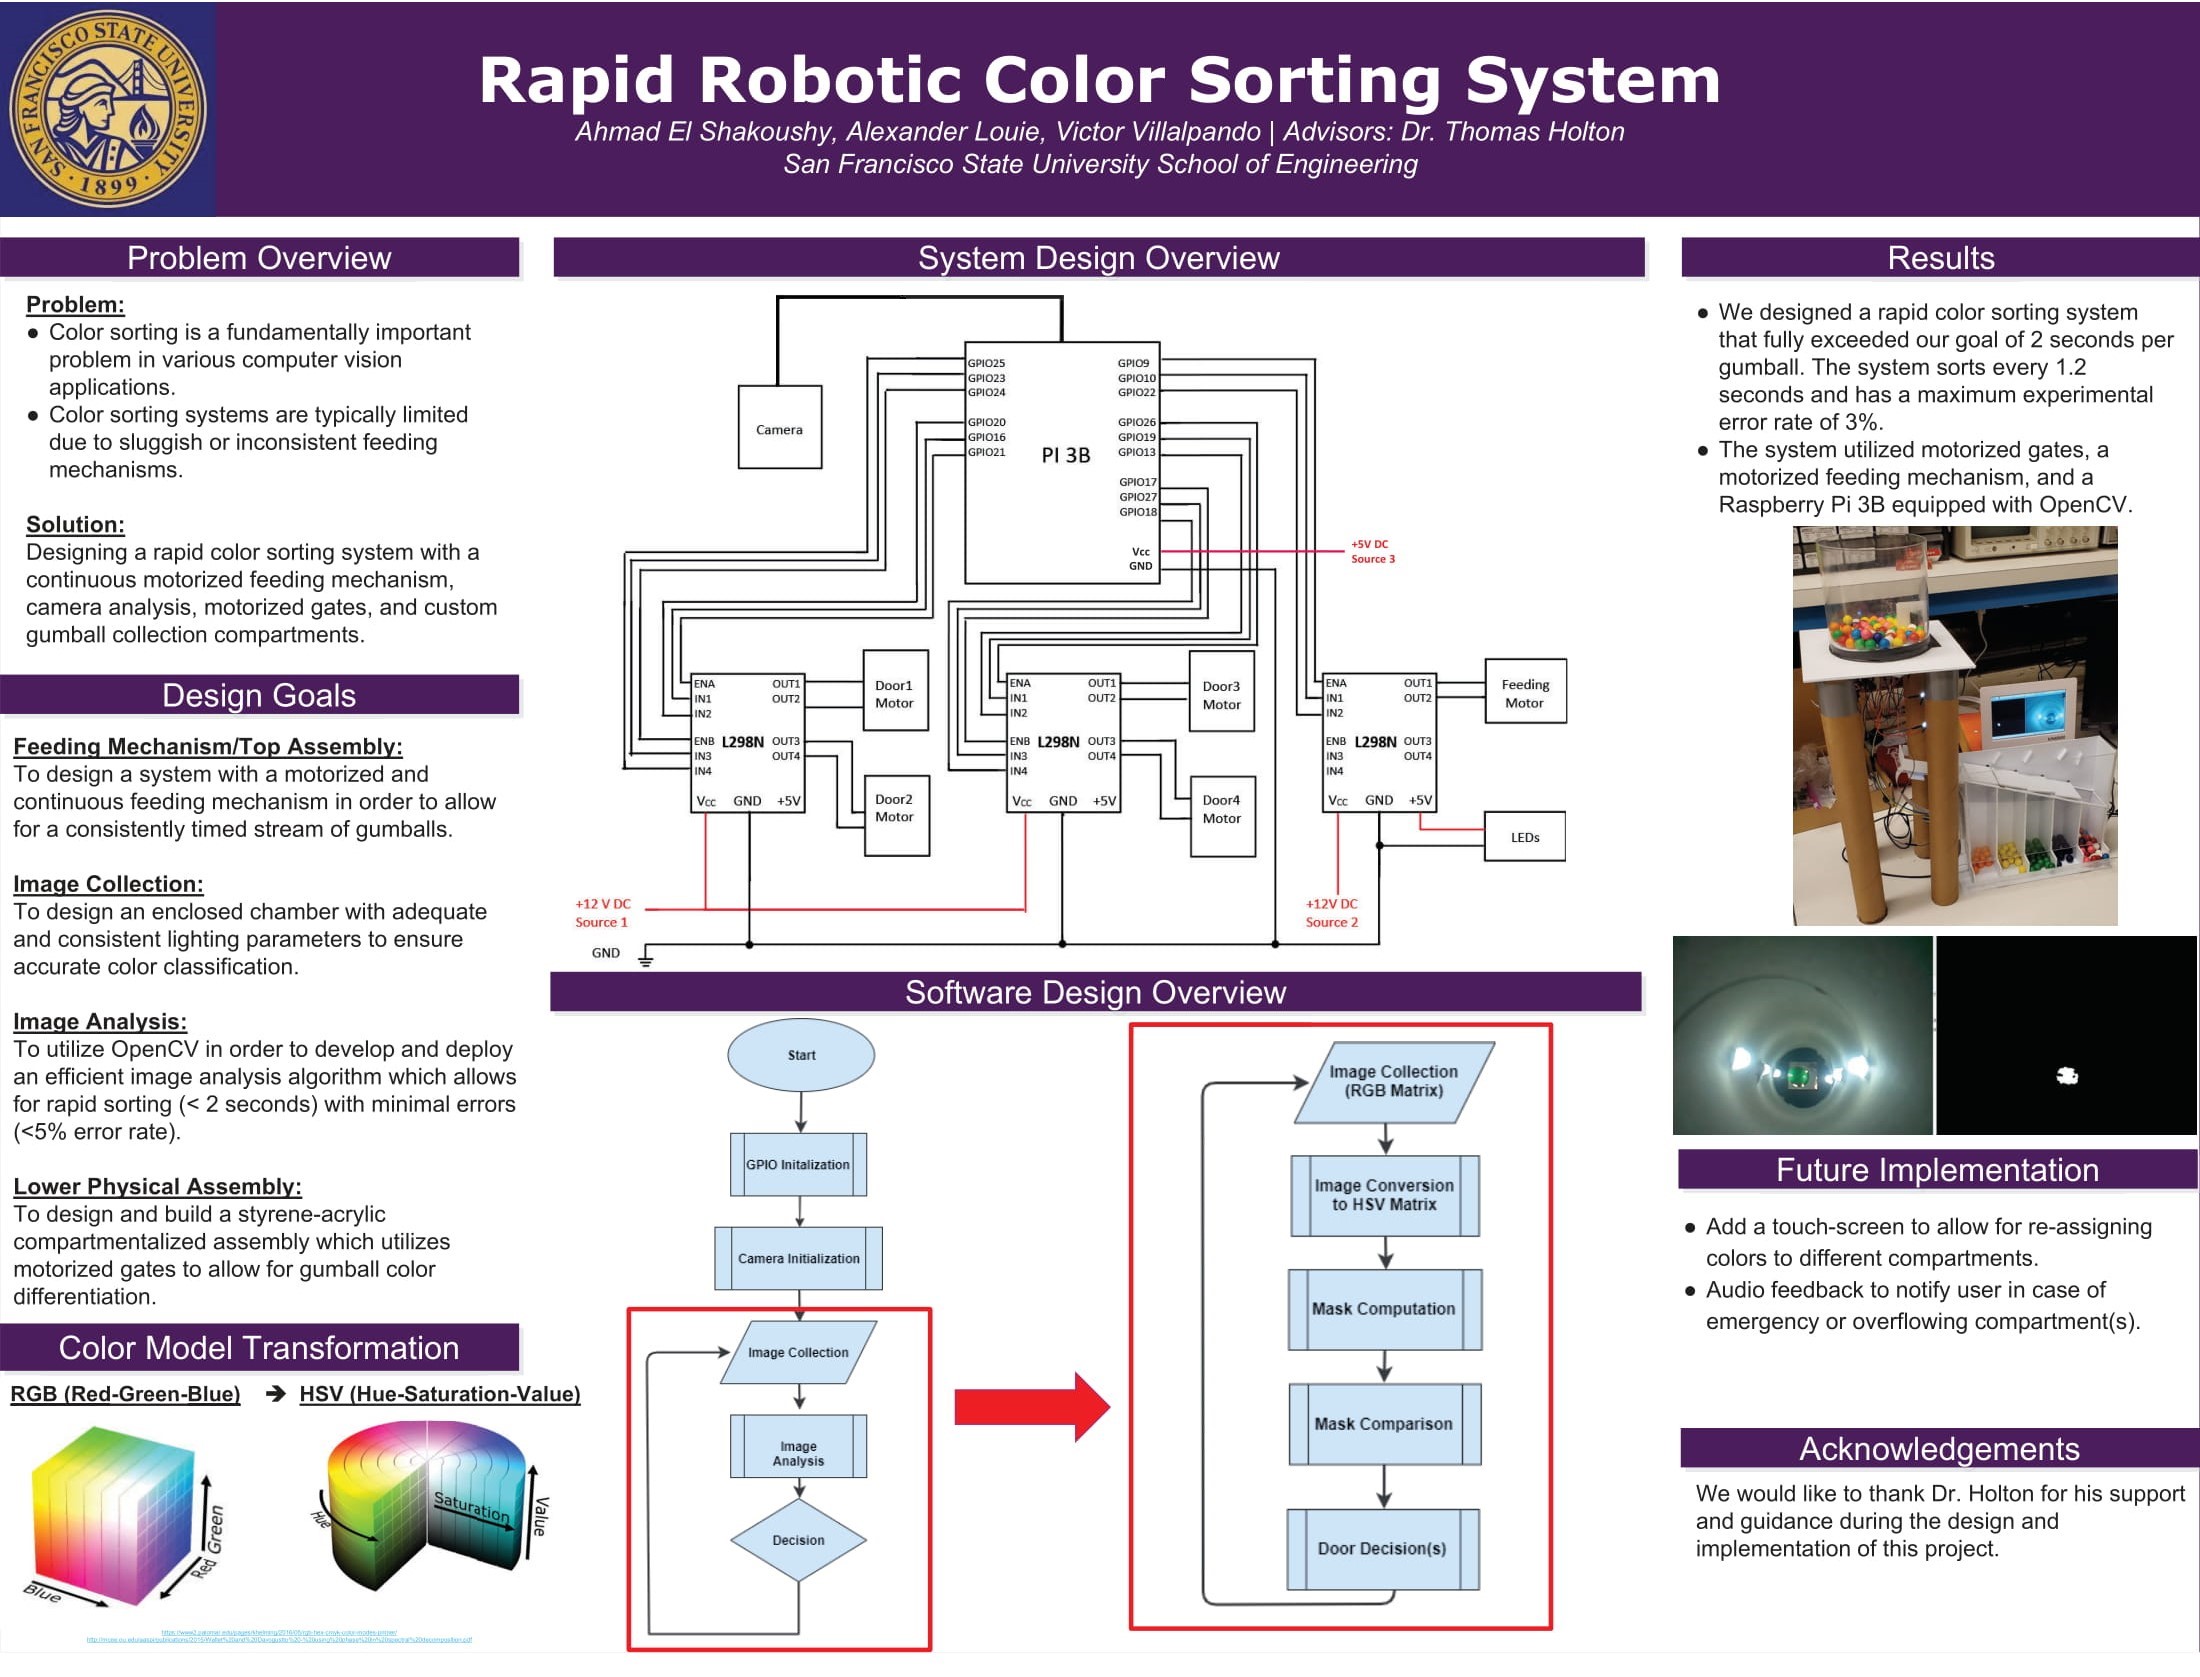 SAN FRANCISCO STATE UNIVERSITY
· 1899 ·
Rapid Robotic Color Sorting System
Ahmad El Shakoushy, Alexander Louie, Victor Villalpando | Advisors: Dr. Thomas Holton
San Francisco State University School of Engineering
Problem Overview
Problem:
● Color sorting is a fundamentally important
problem in various computer vision
applications.
● Color sorting systems are typically limited
due to sluggish or inconsistent feeding
mechanisms.
Solution:
Designing a rapid color sorting system with a
continuous motorized feeding mechanism,
camera analysis, motorized gates, and custom
gumball collection compartments.
Design Goals
Feeding Mechanism/Top Assembly:
To design a system with a motorized and
continuous feeding mechanism in order to allow
for a consistently timed stream of gumballs.
Image Collection:
To design an enclosed chamber with adequate
and consistent lighting parameters to ensure
accurate color classification.
Image Analysis:
To utilize OpenCV in order to develop and deploy
an efficient image analysis algorithm which allows
for rapid sorting (< 2 seconds) with minimal errors
(<5% error rate).
Lower Physical Assembly:
To design and build a styrene-acrylic
compartmentalized assembly which utilizes
motorized gates to allow for gumball color
differentiation.
Color Model Transformation
RGB (Red-Green-Blue) ➔ HSV (Hue-Saturation-Value)
Blue
Red
Green
Hue
Saturation
Value
System Design Overview
Camera
PI 3B
GPIO25
GPIO23
GPIO24
GPIO20
GPIO16
GPIO21
GPIO9
GPIO10
GPIO22
GPIO26
GPIO19
GPIO13
GPIO17
GPIO27
GPIO18
Vcc
GND
+5V DC
Source 3
ENA
IN1
IN2
ENB
IN3
IN4
L298N
OUT1
OUT2
OUT3
OUT4
Vcc GND +5V
Door1
Motor
Door2
Motor
ENA
IN1
IN2
ENB
IN3
IN4
L298N
OUT1
OUT2
OUT3
OUT4
Vcc GND +5V
Door3
Motor
Door4
Motor
ENA
IN1
IN2
ENB
IN3
IN4
L298N
OUT1
OUT2
OUT3
OUT4
Vcc GND +5V
Feeding
Motor
LEDs
+12 V DC
Source 1
+12V DC
Source 2
GND
Software Design Overview
Start
GPIO Initalization
Camera Initialization
Image Collection
Image
Analysis
Decision
Image Collection
(RGB Matrix)
Image Conversion
to HSV Matrix
Mask Computation
Mask Comparison
Door Decision(s)
Results
● We designed a rapid color sorting system
that fully exceeded our goal of 2 seconds per
gumball. The system sorts every 1.2
seconds and has a maximum experimental
error rate of 3%.
● The system utilized motorized gates, a
motorized feeding mechanism, and a
Raspberry Pi 3B equipped with OpenCV.
Future Implementation
● Add a touch-screen to allow for re-assigning
colors to different compartments.
● Audio feedback to notify user in case of
emergency or overflowing compartment(s).
Acknowledgements
We would like to thank Dr. Holton for his support
and guidance during the design and
implementation of this project.